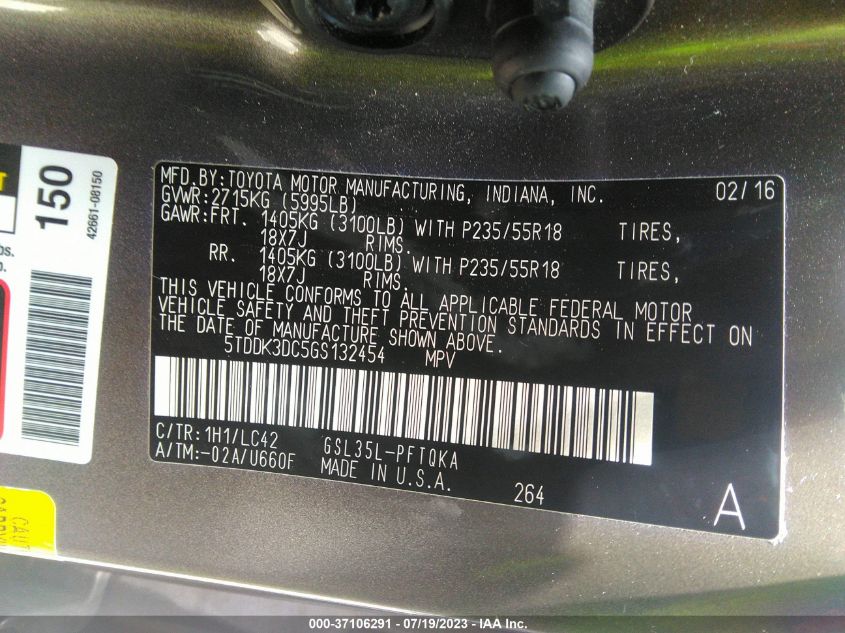 150
42661-08150
T
bs.
p.
MFD.BY:TOYOTA MOTOR MANUFACTURING, INDIANA, INC. 02/16
GVWR:2715KG (5995LB)
GAWR:FRT. 1405KG (3100LB) WITH P235/55R18 TIRES,
18X7J RIMS.
RR. 1405KG (3100LB) WITH P235/55R18 TIRES,
18X7J RIMS.
THIS VEHICLE CONFORMS TO ALL APPLICABLE FEDERAL MOTOR
VEHICLE SAFETY AND THEFT PREVENTION STANDARDS IN EFFECT ON
THE DATE OF MANUFACTURE SHOWN ABOVE.
5TDDK3DC5GS132454 MPV
C/TR:1H1/LC42 GSL35L-PFTQKA
A/TM:-02A/U660F MADE IN U.S.A. 264
A
CAUT
000-37106291 - 07/19/2023 - IAA Inc.